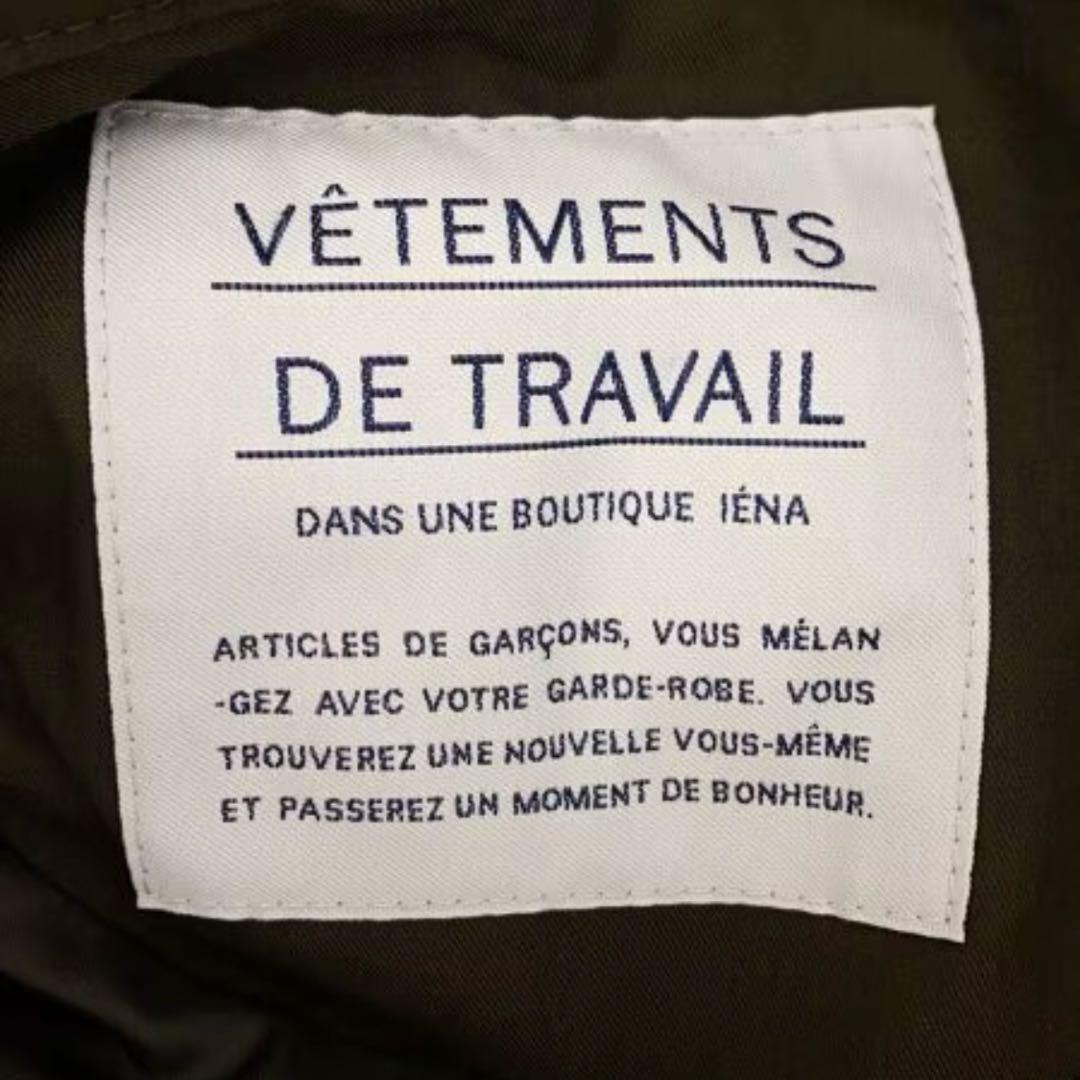 VÊTEMENTS
DE TRAVAIL
DANS UNE BOUTIQUE IÉNA
ARTICLES DE GARÇONS, VOUS MÉLAN
-GEZ AVEC VOTRE GARDE-ROBE. VOUS
TROUVEREZ UNE NOUVELLE VOUS-MÊME
ET PASSEREZ UN MOMENT DE BONHEUR.